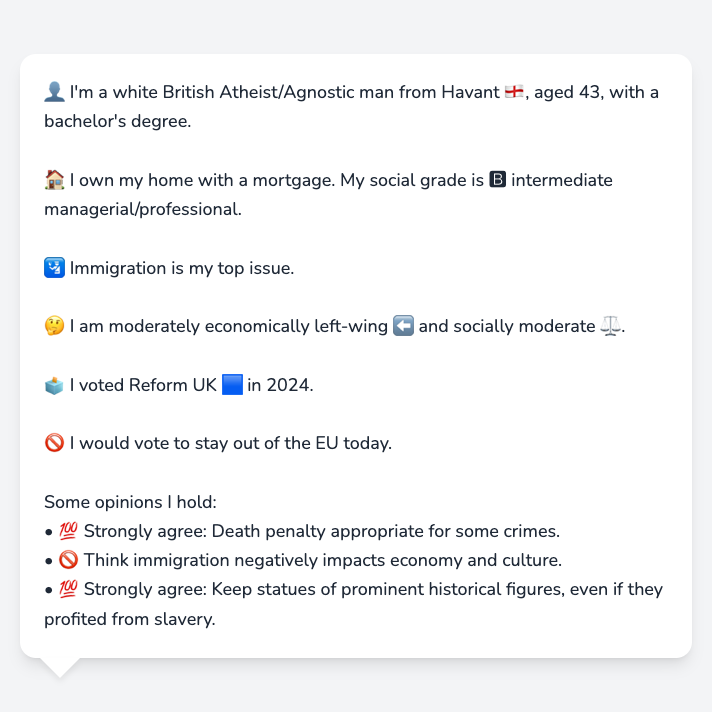 👤 I'm a white British Atheist/Agnostic man from Havant 🏴󠁧󠁢󠁥󠁮󠁧󠁿, aged 43, with a
bachelor's degree.
🏠 I own my home with a mortgage. My social grade is 🅱 intermediate
managerial/professional.
🛂 Immigration is my top issue.
🤔 I am moderately economically left-wing ⬅️ and socially moderate ⚖️.
🗳️ I voted Reform UK 🟦 in 2024.
🚫 I would vote to stay out of the EU today.
Some opinions I hold:
• 💯 Strongly agree: Death penalty appropriate for some crimes.
• 🚫 Think immigration negatively impacts economy and culture.
• 💯 Strongly agree: Keep statues of prominent historical figures, even if they
profited from slavery.